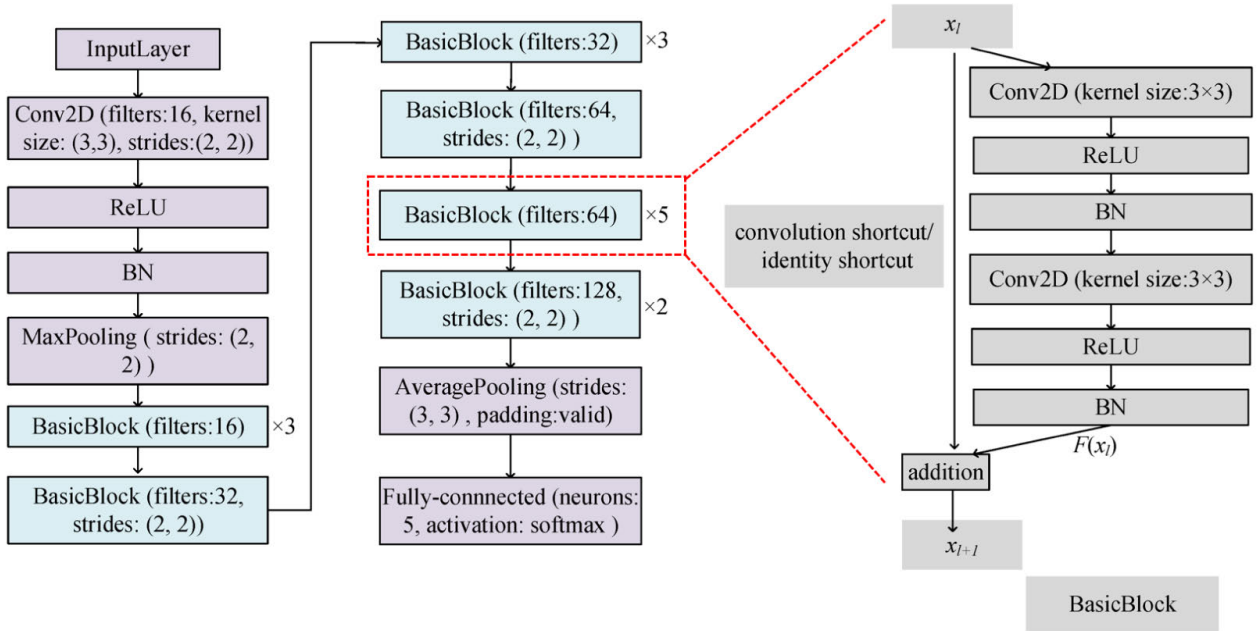 InputLayer
Conv2D (filters:16, kernel
size: (3,3), strides:(2, 2))
ReLU
BN
MaxPooling ( strides: (2,
2) )
BasicBlock (filters:16)
×3
BasicBlock (filters:32,
strides: (2, 2))
BasicBlock (filters:32)
×3
BasicBlock (filters:64,
strides: (2, 2) )
BasicBlock (filters:64)
×5
BasicBlock (filters:128,
strides: (2, 2) )
×2
AveragePooling (strides:
(3, 3) , padding:valid)
Fully-connnected (neurons:
5, activation: softmax )
x_l
Conv2D (kernel size:3×3)
ReLU
BN
convolution shortcut/
identity shortcut
Conv2D (kernel size:3×3)
ReLU
BN
F(x_l)
addition
x_{l+1}
BasicBlock